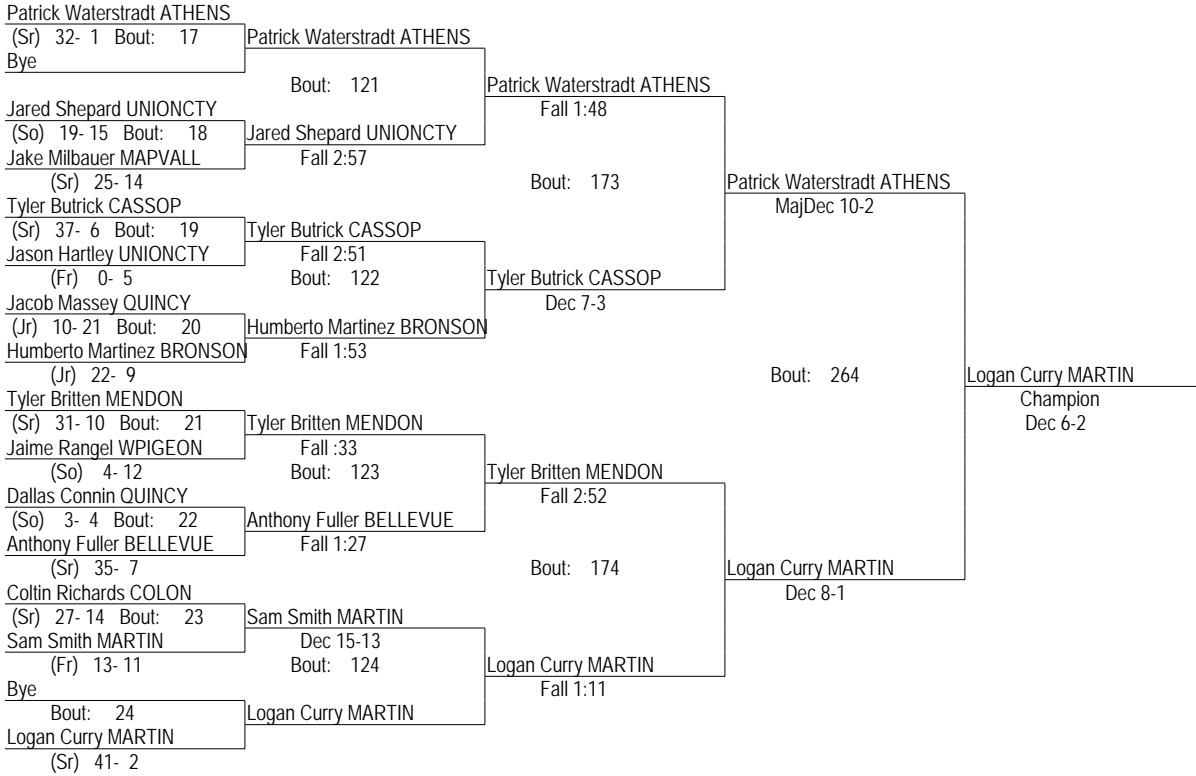 Patrick Waterstradt ATHENS
(Sr) 32- 1 Bout: 17 Patrick Waterstradt ATHENS
Bye
Bout: 121 Patrick Waterstradt ATHENS
Jared Shepard UNIONCTY Fall 1:48
(So) 19- 15 Bout: 18 Jared Shepard UNIONCTY
Jake Milbauer MAPVALL Fall 2:57
(Sr) 25- 14 Bout: 173 Patrick Waterstradt ATHENS
Tyler Butrick CASSOP MajDec 10-2
(Sr) 37- 6 Bout: 19 Tyler Butrick CASSOP
Jason Hartley UNIONCTY Fall 2:51
(Fr) 0- 5 Bout: 122 Tyler Butrick CASSOP
Jacob Massey QUINCY Dec 7-3
(Jr) 10- 21 Bout: 20 Humberto Martinez BRONSON
Humberto Martinez BRONSON Fall 1:53
(Jr) 22- 9 Bout: 264 Logan Curry MARTIN
Tyler Britten MENDON Champion
(Sr) 31- 10 Bout: 21 Tyler Britten MENDON Dec 6-2
Jaime Rangel WPIGEON Fall :33
(So) 4- 12 Bout: 123 Tyler Britten MENDON
Dallas Connin QUINCY Fall 2:52
(So) 3- 4 Bout: 22 Anthony Fuller BELLEVUE
Anthony Fuller BELLEVUE Fall 1:27
(Sr) 35- 7 Bout: 174 Logan Curry MARTIN
Coltin Richards COLON Dec 8-1
(Sr) 27- 14 Bout: 23 Sam Smith MARTIN
Sam Smith MARTIN Dec 15-13
(Fr) 13- 11 Bout: 124 Logan Curry MARTIN
Bye Fall 1:11
Bout: 24 Logan Curry MARTIN
Logan Curry MARTIN
(Sr) 41- 2